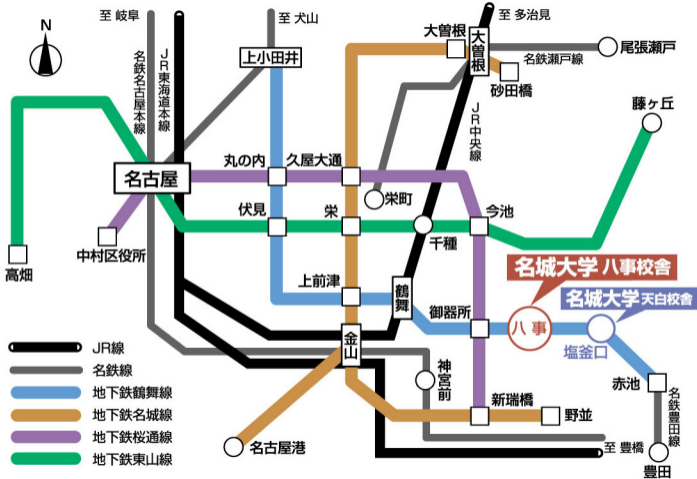 至 岐阜
至 犬山
至 多治見
N
名鉄名古屋本線
JR東海道本線
上小田井
大曽根
大曽根
名鉄瀬戸線
尾張瀬戸
砂田橋
JR中央線
藤ヶ丘
名古屋
丸の内
久屋大通
栄町
伏見
栄
今池
千種
中村区役所
高畑
名城大学 八事校舎
上前津
鶴舞
御器所
八事
名城大学 天白校舎
塩釜口
金山
神宮前
赤池
名鉄豊田線
新瑞橋
野並
名古屋港
至 豊橋
豊田
JR線
名鉄線
地下鉄鶴舞線
地下鉄名城線
地下鉄桜通線
地下鉄東山線